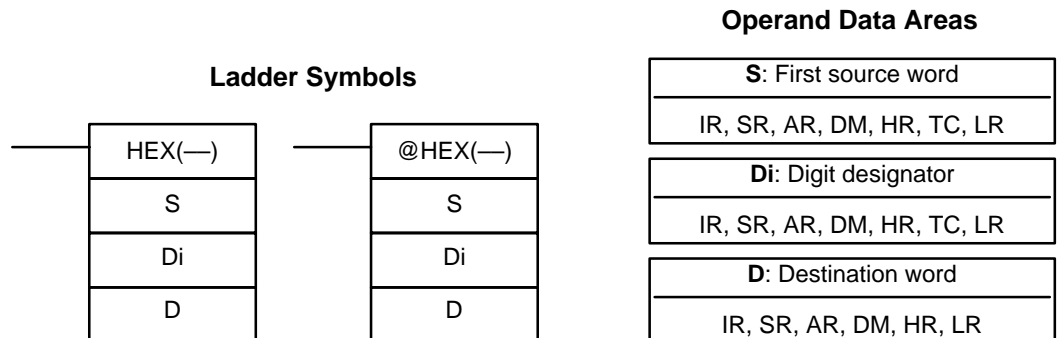 Ladder Symbols
HEX(—)
S
Di
D
@HEX(—)
S
Di
D
Operand Data Areas
S: First source word
IR, SR, AR, DM, HR, TC, LR
Di: Digit designator
IR, SR, AR, DM, HR, TC, LR
D: Destination word
IR, SR, AR, DM, HR, LR